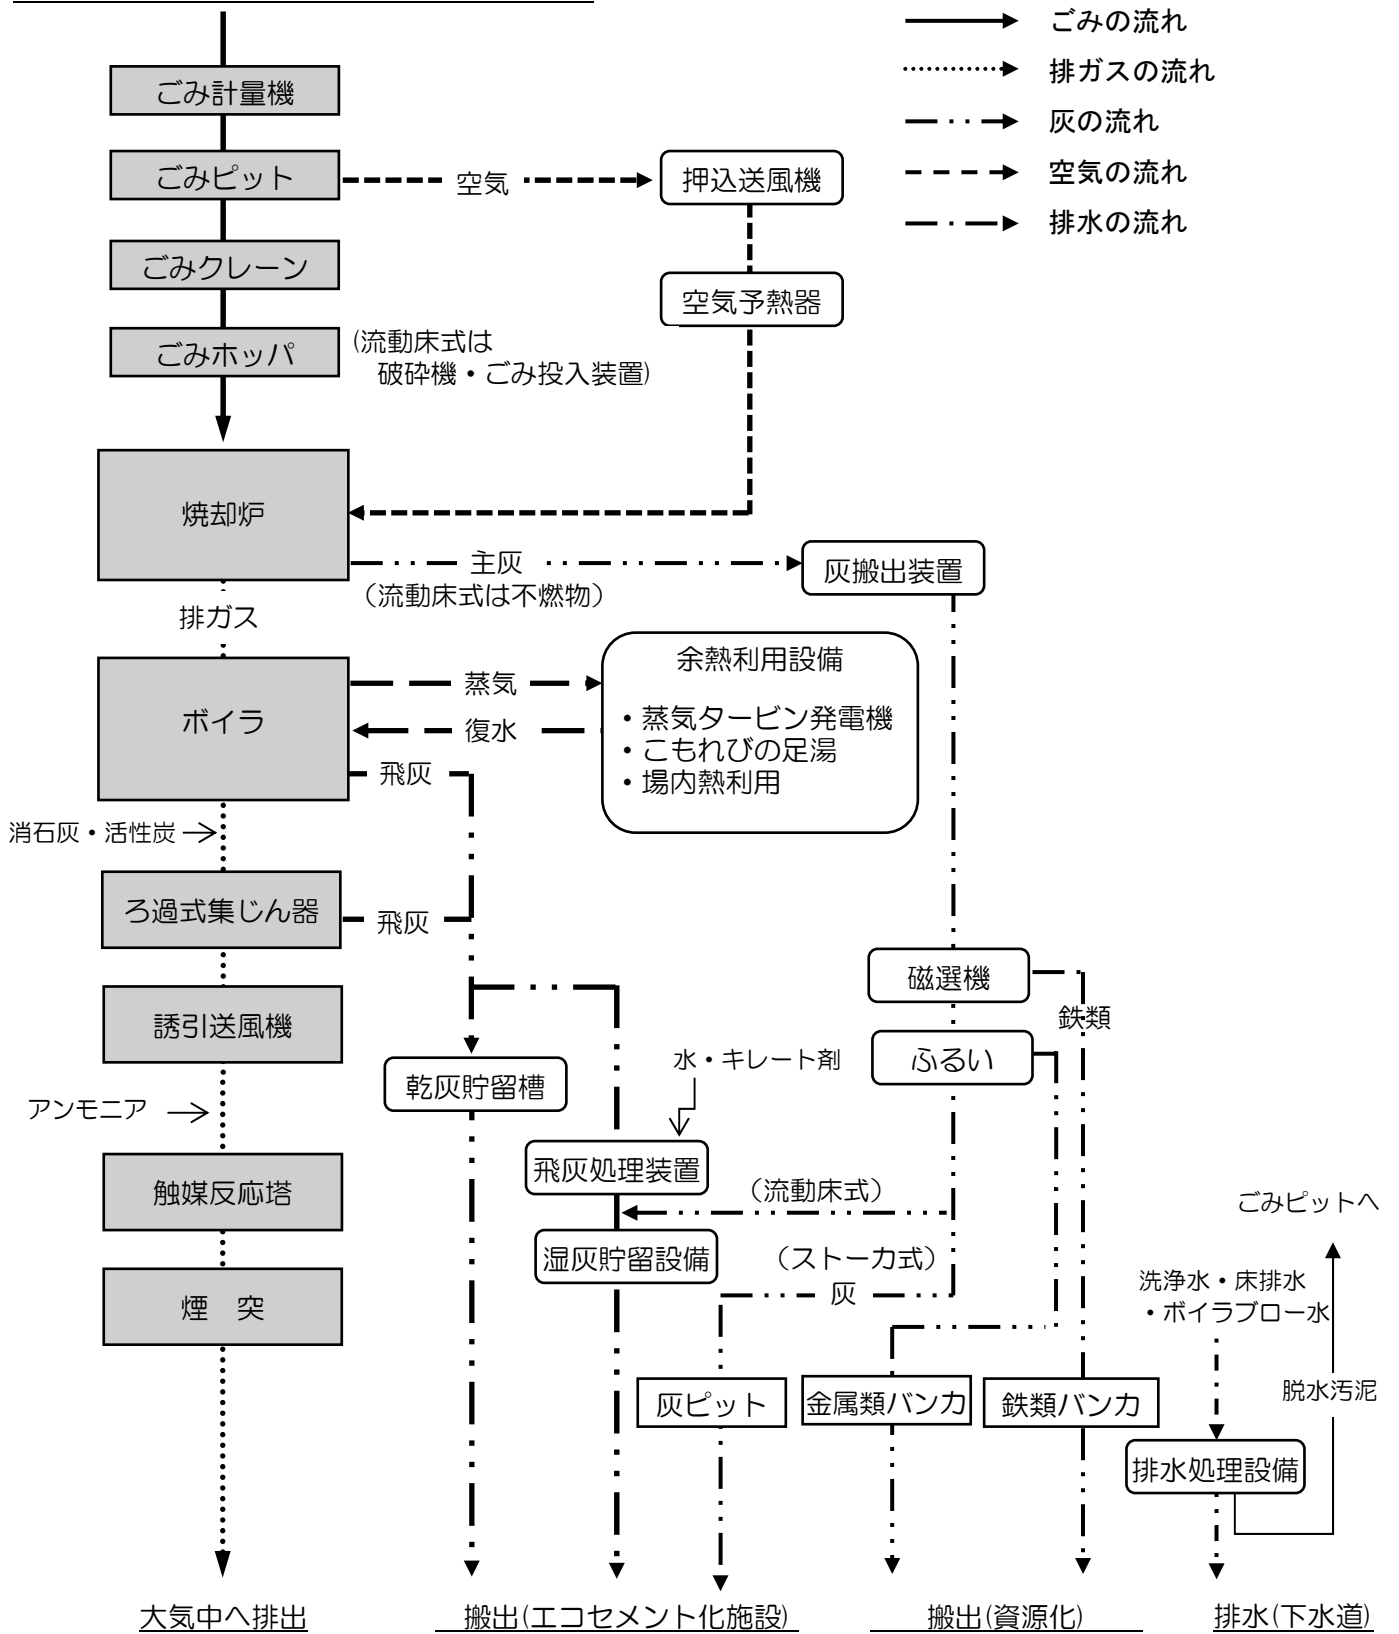 ごみの流れ
排ガスの流れ
灰の流れ
空気の流れ
排水の流れ
ごみ計量機
ごみピット
空気
押込送風機
ごみクレーン
空気予熱器
ごみホッパ
(流動床式は
破砕機・ごみ投入装置)
焼却炉
主灰
(流動床式は不燃物)
灰搬出装置
排ガス
ボイラ
蒸気
復水
飛灰
余熱利用設備
・蒸気タービン発電機
・こもれびの足湯
・場内熱利用
消石灰・活性炭
ろ過式集じん器
飛灰
磁選機
鉄類
誘引送風機
ふるい
水・キレート剤
乾灰貯留槽
アンモニア
飛灰処理装置
触媒反応塔
(流動床式)
ごみピットへ
湿灰貯留設備
(ストーカ式)
灰
煙 突
洗浄水・床排水
・ボイラブロー水
脱水汚泥
灰ピット
金属類バンカ
鉄類バンカ
排水処理設備
大気中へ排出
搬出(エコセメント化施設)
搬出(資源化)
排水(下水道)